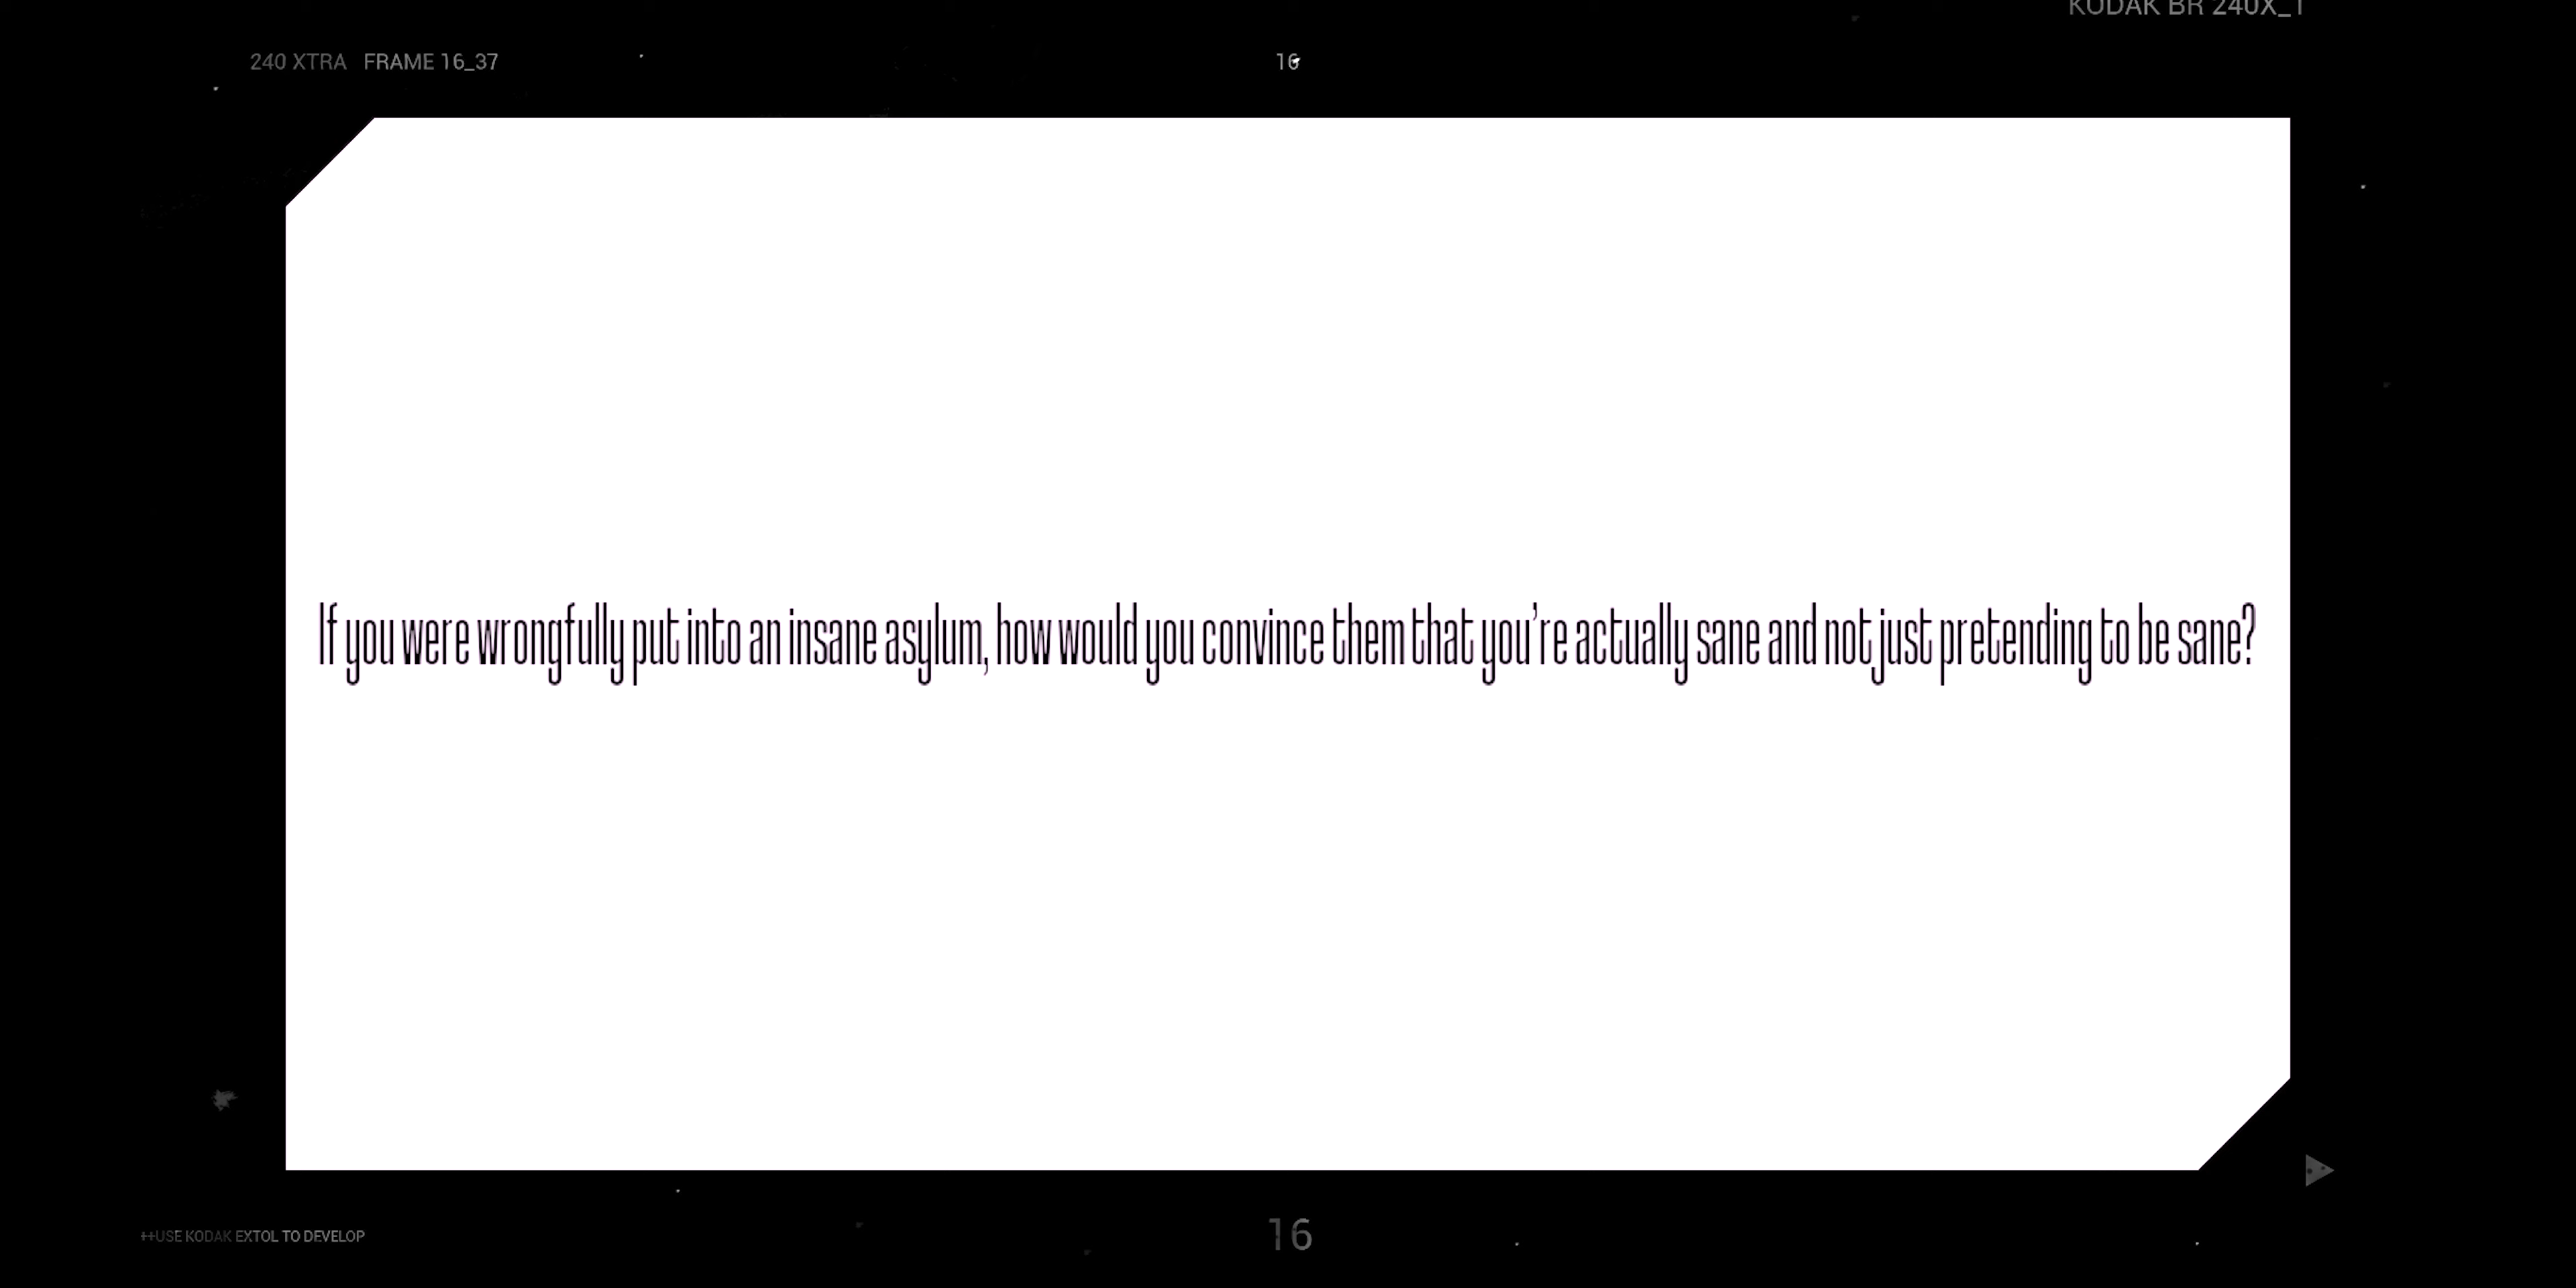 KODAK BR 240X_1
240 XTRA FRAME 16_37
16
If you were wrongfully put into an insane asylum, how would you convince them that you're actually sane and not just pretending to be sane?
++USE KODAK EXTOL TO DEVELOP
16